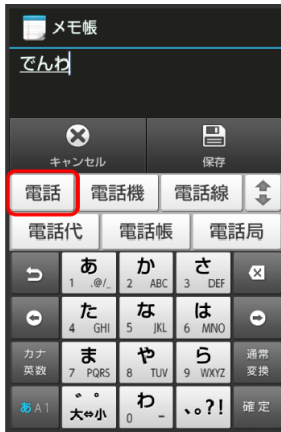 メモ帳
でんわ
キャンセル 保存
電話 電話機 電話線
電話代 電話帳 電話局
あ 1 .@/_ か 2 ABC さ 3 DEF
た 4 GHI な 5 JKL は 6 MNO
カナ英数 ま 7 PQRS や 8 TUV ら 9 WXYZ 通常変換
あA1 大⇔小 わ 0 - 、。?! 確定